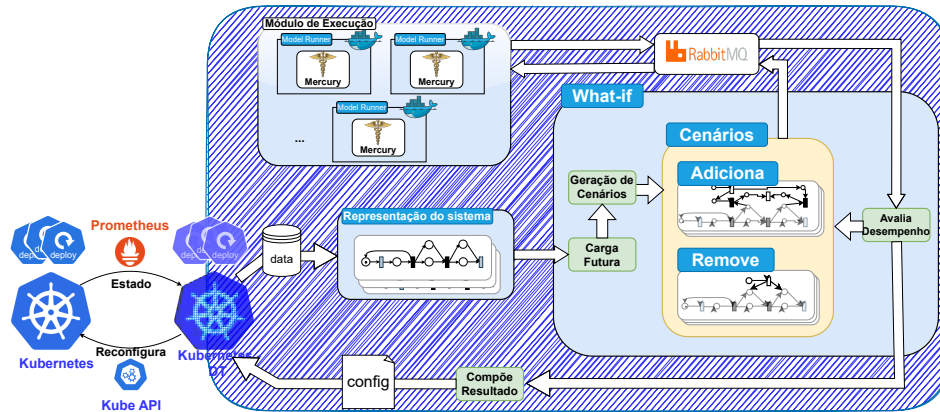 Módulo de Execução
Model Runner
Mercury
Model Runner
Mercury
Model Runner
Mercury
...
RabbitMQ
What-if
Cenários
Adiciona
Remove
Geração de
Cenários
Carga
Futura
Avalia
Desempenho
Representação do sistema
data
Prometheus
Estado
deploy
deploy
Kubernetes
Reconfigura
Kube API
Kubernetes
DT
config
Compõe
Resultado